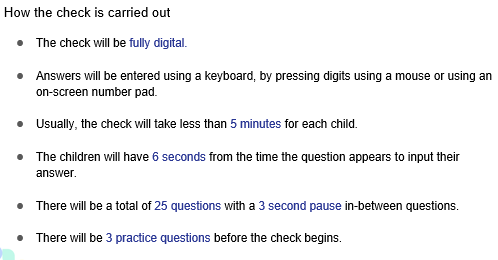 How the check is carried out
● The check will be fully digital.
● Answers will be entered using a keyboard, by pressing digits using a mouse or using an
on-screen number pad.
● Usually, the check will take less than 5 minutes for each child.
● The children will have 6 seconds from the time the question appears to input their
answer.
● There will be a total of 25 questions with a 3 second pause in-between questions.
● There will be 3 practice questions before the check begins.